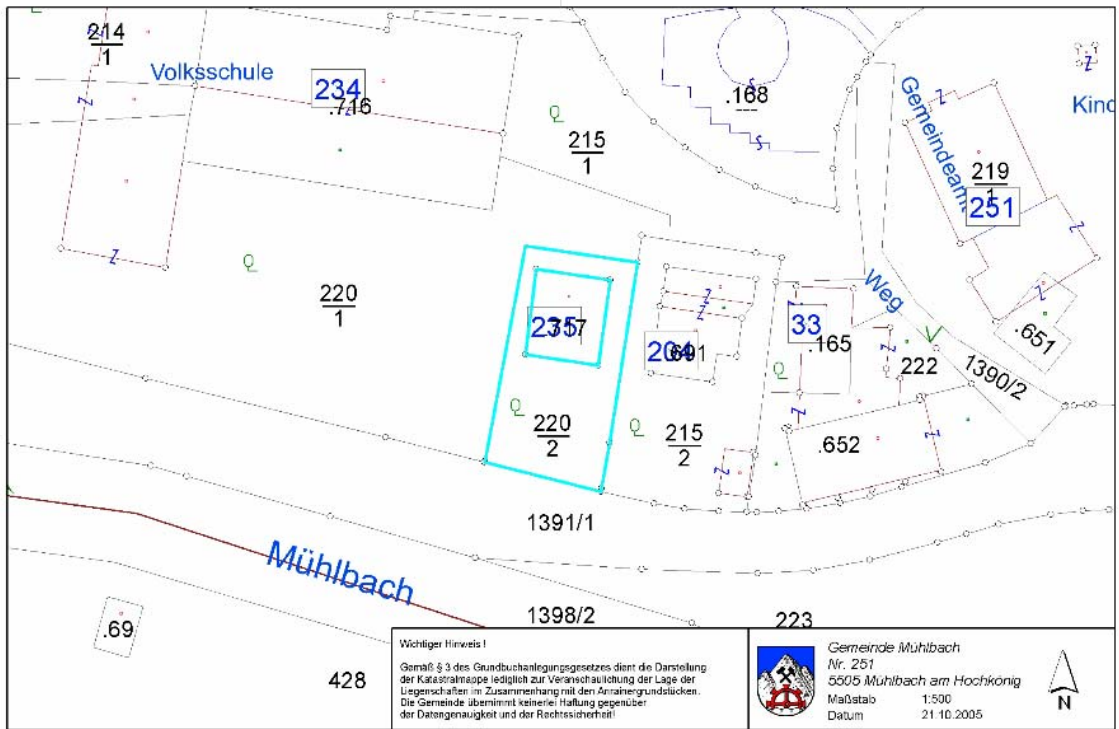 214
1
Volksschule
234
.716
215
1
.168
Gemeindeamt
Kind
219
1
251
220
1
235
.717
204
.691
33
.165
Weg
222
.651
1390/2
220
2
215
2
.652
1391/1
Mühlbach
1398/2
223
.69
428
Wichtiger Hinweis !
Gemäß § 3 des Grundbuchanlegungsgesetzes dient die Darstellung
der Katastralmappe lediglich zur Veranschaulichung der Lage der
Liegenschaften im Zusammenhang mit den Anrainergrundstücken.
Die Gemeinde übernimmt keinerlei Haftung gegenüber
der Datengenauigkeit und der Rechtssicherheit!
Gemeinde Mühlbach
Nr. 251
5505 Mühlbach am Hochkönig
Maßstab 1:500
Datum 21.10.2005
N